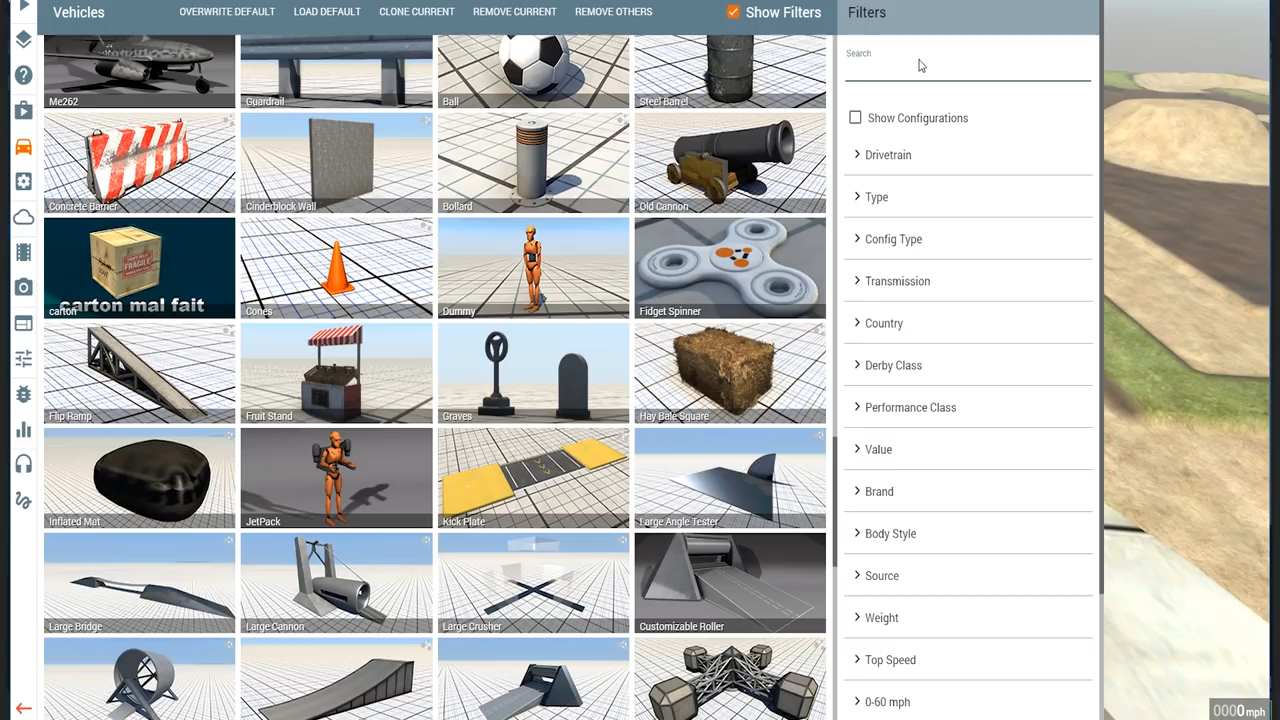 Vehicles
OVERWRITE DEFAULT
LOAD DEFAULT
CLONE CURRENT
REMOVE CURRENT
REMOVE OTHERS
Show Filters
Filters
Me262
Guardrail
Ball
Steel Barrel
Search
Concrete Barrier
Cinderblock Wall
Bollard
Old Cannon
Show Configurations
Drivetrain
Type
FRAGILE
carton mal fait
carton
Cones
Dummy
Fidget Spinner
Config Type
Transmission
Flip Ramp
Fruit Stand
Graves
Hay Bale Square
Country
Derby Class
Performance Class
Inflated Mat
JetPack
Kick Plate
Large Angle Tester
Value
Brand
Large Bridge
Large Cannon
Large Crusher
Customizable Roller
Body Style
Source
Weight
Top Speed
0-60 mph
0000mph